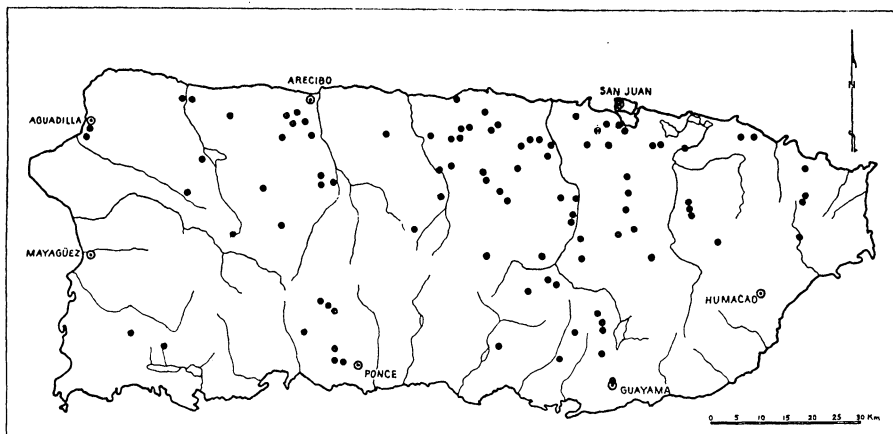 ARECIBO
SAN JUAN
AGUADILLA
N
MAYAGÜEZ
HUMACAO
PONCE
GUAYAMA
0 5 10 15 20 25 30 Km